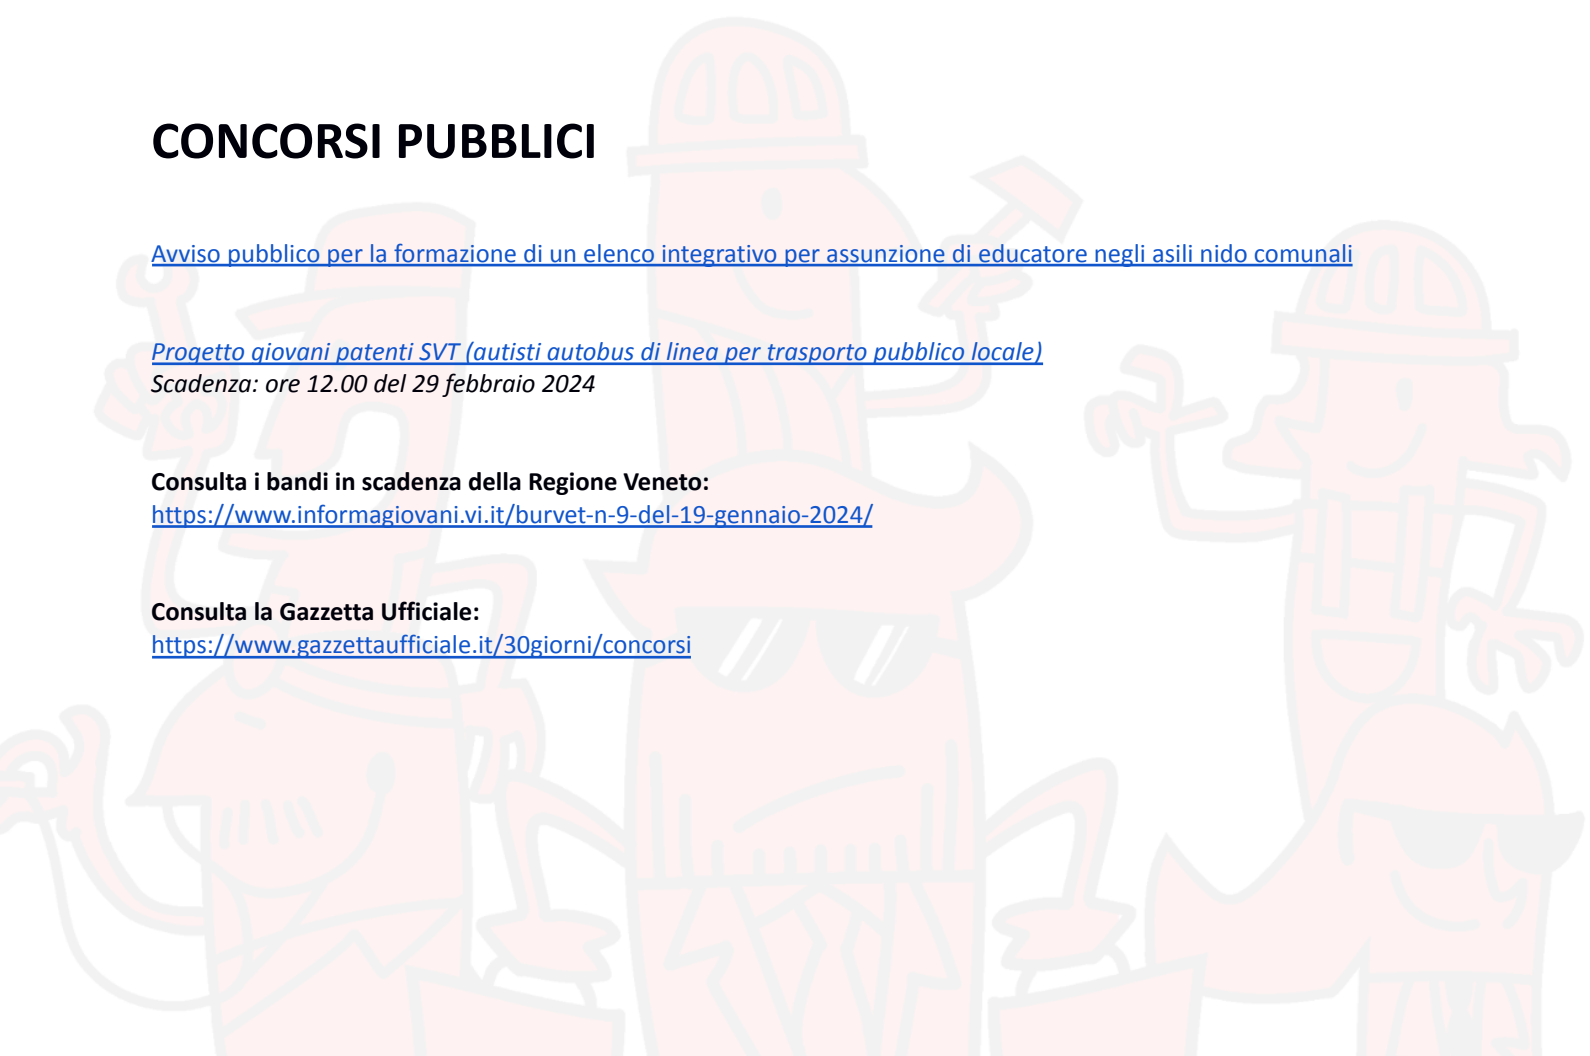 CONCORSI PUBBLICI
Avviso pubblico per la formazione di un elenco integrativo per assunzione di educatore negli asili nido comunali
Progetto giovani patenti SVT (autisti autobus di linea per trasporto pubblico locale)
Scadenza: ore 12.00 del 29 febbraio 2024
Consulta i bandi in scadenza della Regione Veneto:
https://www.informagiovani.vi.it/burvet-n-9-del-19-gennaio-2024/
Consulta la Gazzetta Ufficiale:
https://www.gazzettaufficiale.it/30giorni/concorsi